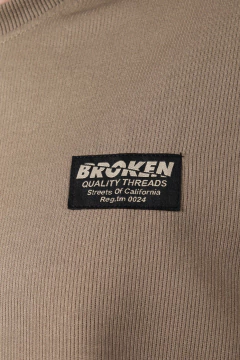 BROKEN
QUALITY THREADS
Streets Of California
Reg.tm 0024